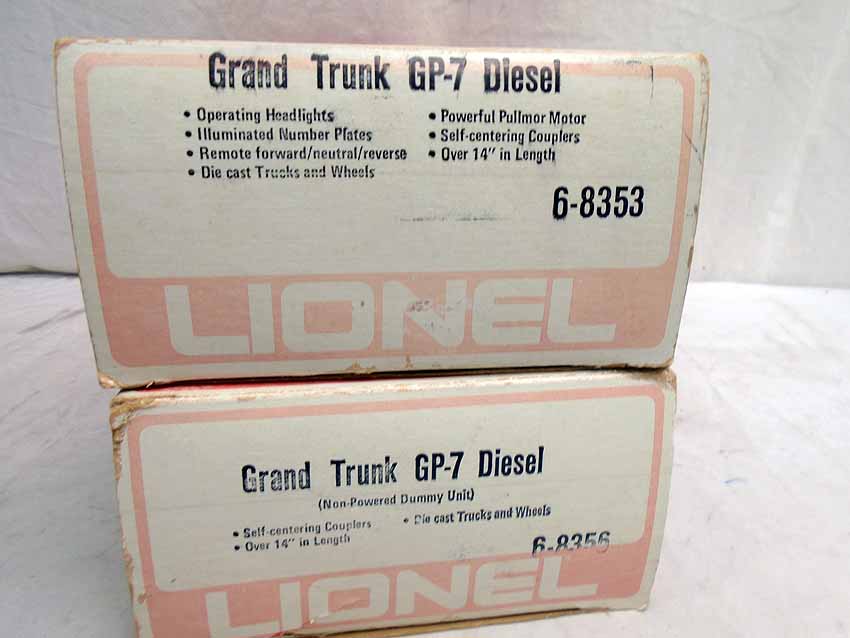 Grand Trunk GP-7 Diesel
• Operating Headlights
• Illuminated Number Plates
• Remote forward/neutral/reverse
• Die cast Trucks and Wheels
• Powerful Pullmor Motor
• Self-centering Couplers
• Over 14" in Length
6-8353
LIONEL
Grand Trunk GP-7 Diesel
(Non-Powered Dummy Unit)
• Self-centering Couplers
• Over 14" in Length
• Die cast Trucks and Wheels
6-8356
LIONEL